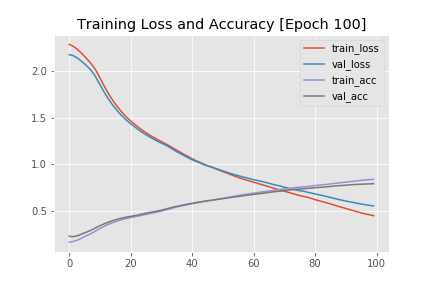 Training Loss and Accuracy [Epoch 100]
train_loss
val_loss
train_acc
val_acc
2.0
1.5
1.0
0.5
0 20 40 60 80 100